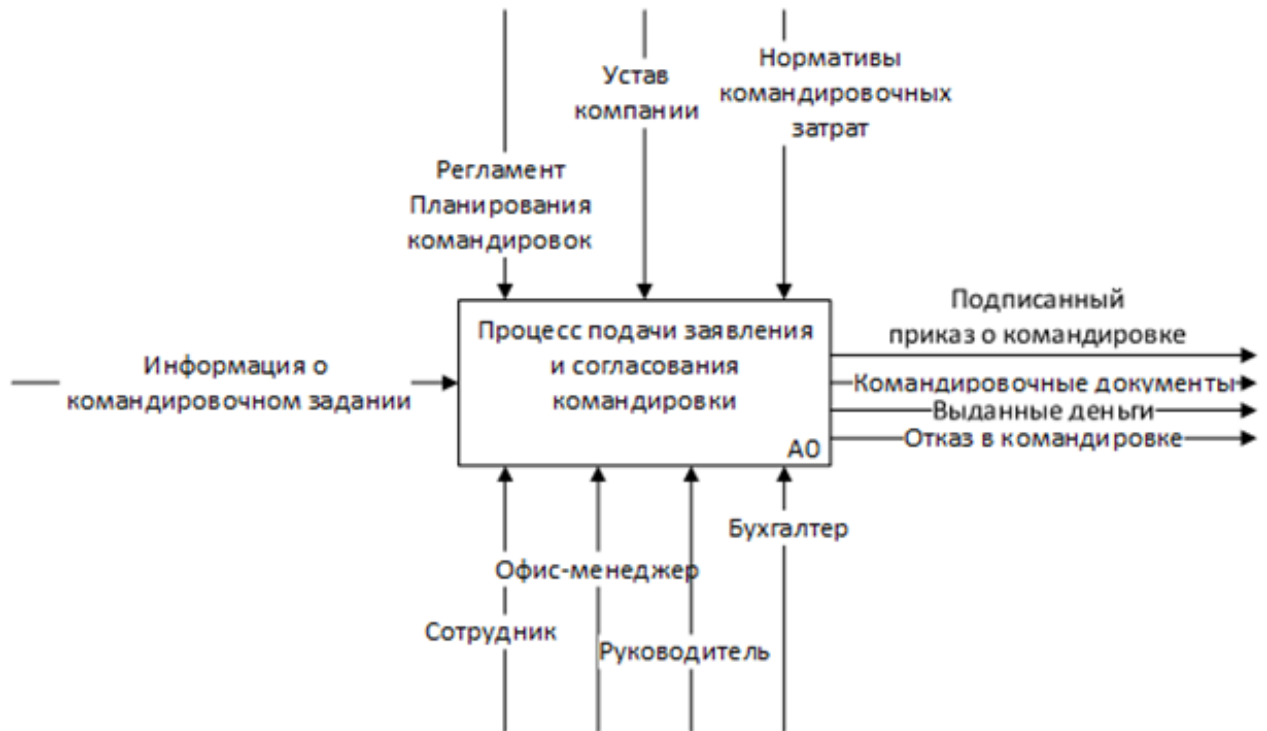 Регламент
Планирования
командировок
Устав
компании
Нормативы
командировочных
затрат
Информация о
командировочном задании
Процесс подачи заявления
и согласования
командировки
A0
Подписанный
приказ о командировке
Командировочные документы
Выданные деньги
Отказ в командировке
Сотрудник
Офис-менеджер
Руководитель
Бухгалтер